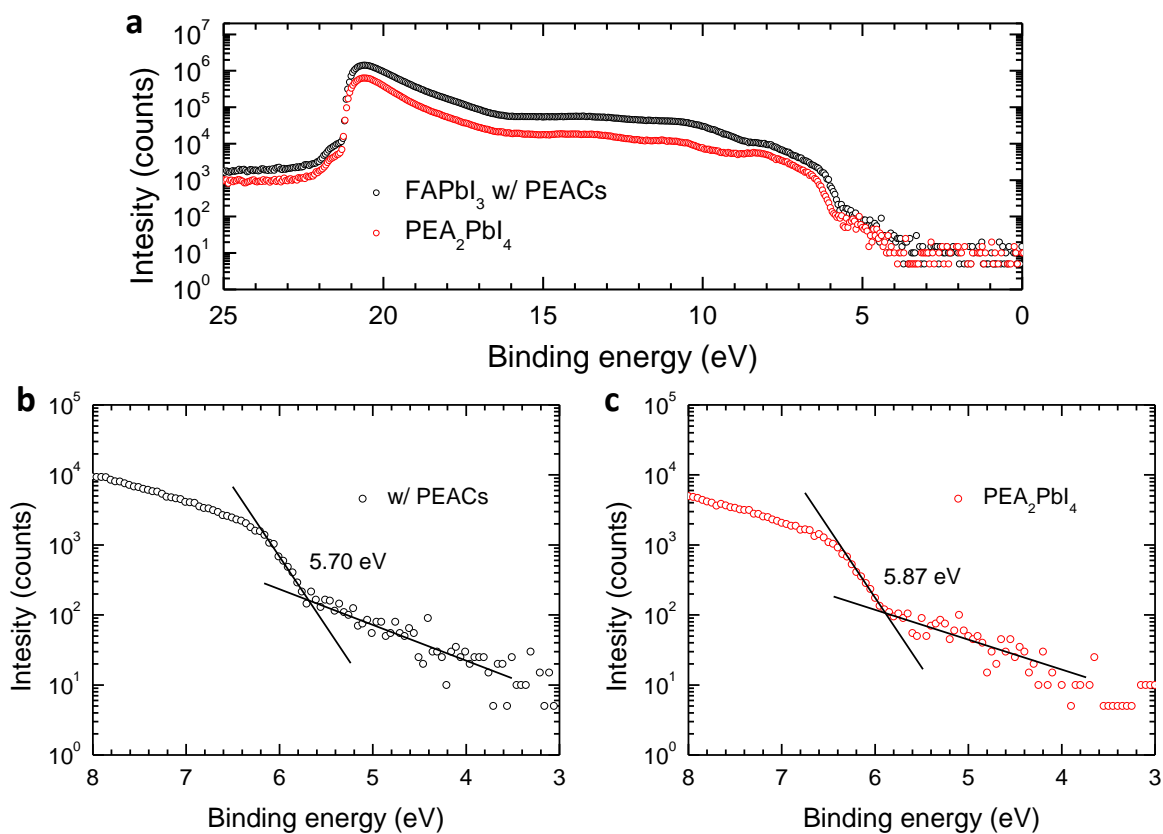 a
10^7
10^6
10^5
10^4
10^3
10^2
10^1
10^0
Intesity (counts)
FAPbI_3 w/ PEACs
PEA_2PbI_4
25 20 15 10 5 0
Binding energy (eV)
b
10^5
10^4
10^3
10^2
10^1
10^0
Intesity (counts)
w/ PEACs
5.70 eV
8 7 6 5 4 3
Binding energy (eV)
c
10^5
10^4
10^3
10^2
10^1
10^0
Intesity (counts)
PEA_2PbI_4
5.87 eV
8 7 6 5 4 3
Binding energy (eV)